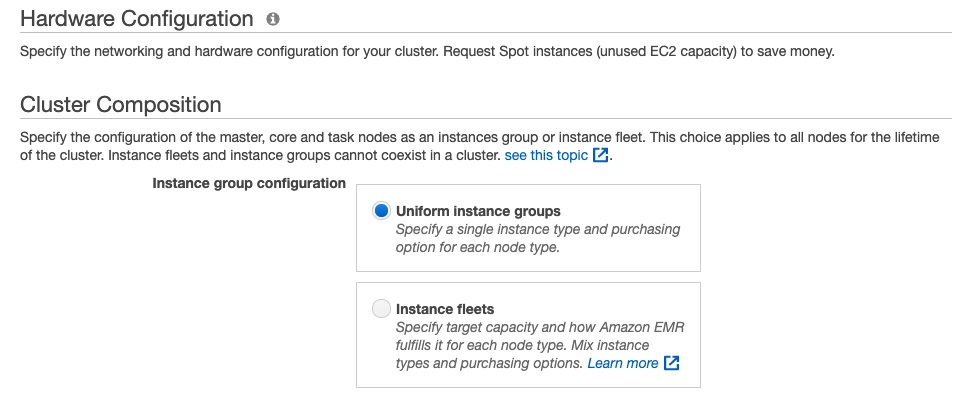 Hardware Configuration
Specify the networking and hardware configuration for your cluster. Request Spot instances (unused EC2 capacity) to save money.
Cluster Composition
Specify the configuration of the master, core and task nodes as an instances group or instance fleet. This choice applies to all nodes for the lifetime
of the cluster. Instance fleets and instance groups cannot coexist in a cluster. see this topic.
Instance group configuration
Uniform instance groups
Specify a single instance type and purchasing
option for each node type.
Instance fleets
Specify target capacity and how Amazon EMR
fulfills it for each node type. Mix instance
types and purchasing options. Learn more